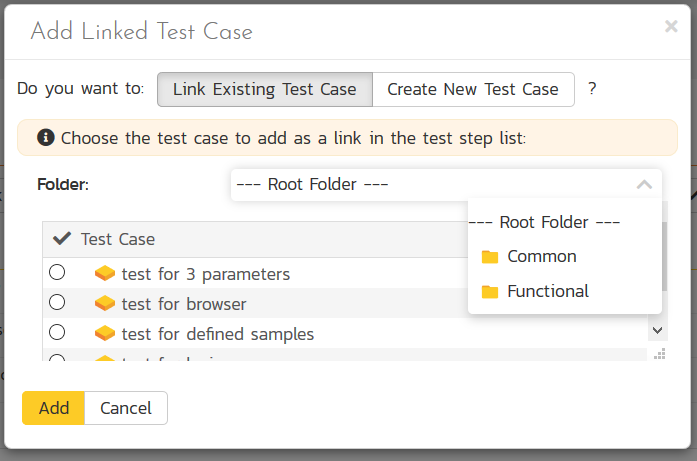 Add Linked Test Case
Do you want to: Link Existing Test Case Create New Test Case ?
Choose the test case to add as a link in the test step list:
Folder: --- Root Folder ---
--- Root Folder ---
Common
Functional
Test Case
test for 3 parameters
test for browser
test for defined samples
Add Cancel